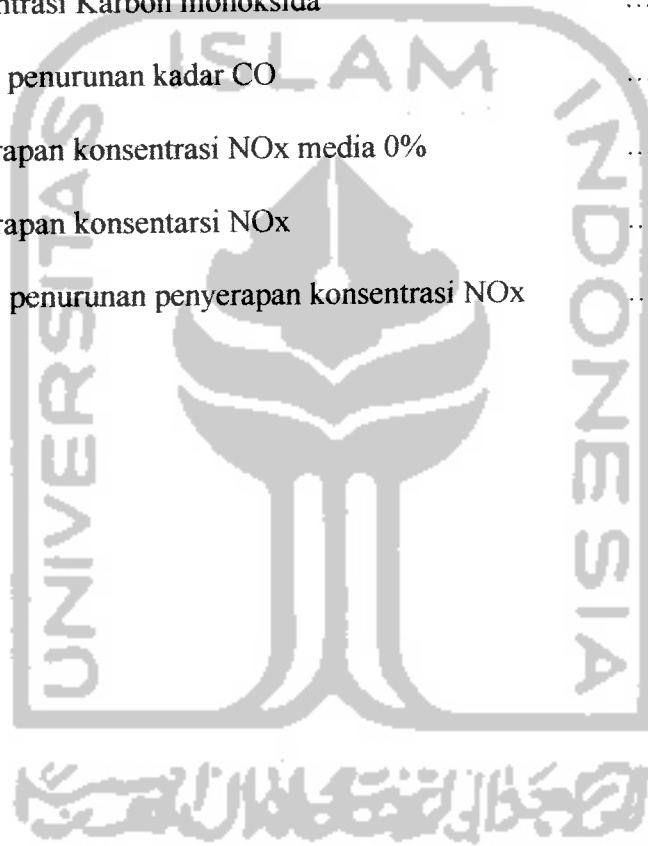 ntrasi Karbon monoksida ...
penurunan kadar CO ...
rapan konsentrasi NOx media 0% ...
rapan konsentarsi NOx ...
penurunan penyerapan konsentrasi NOx ...
UNIVERSITAS
ISLAM
INDONESIA